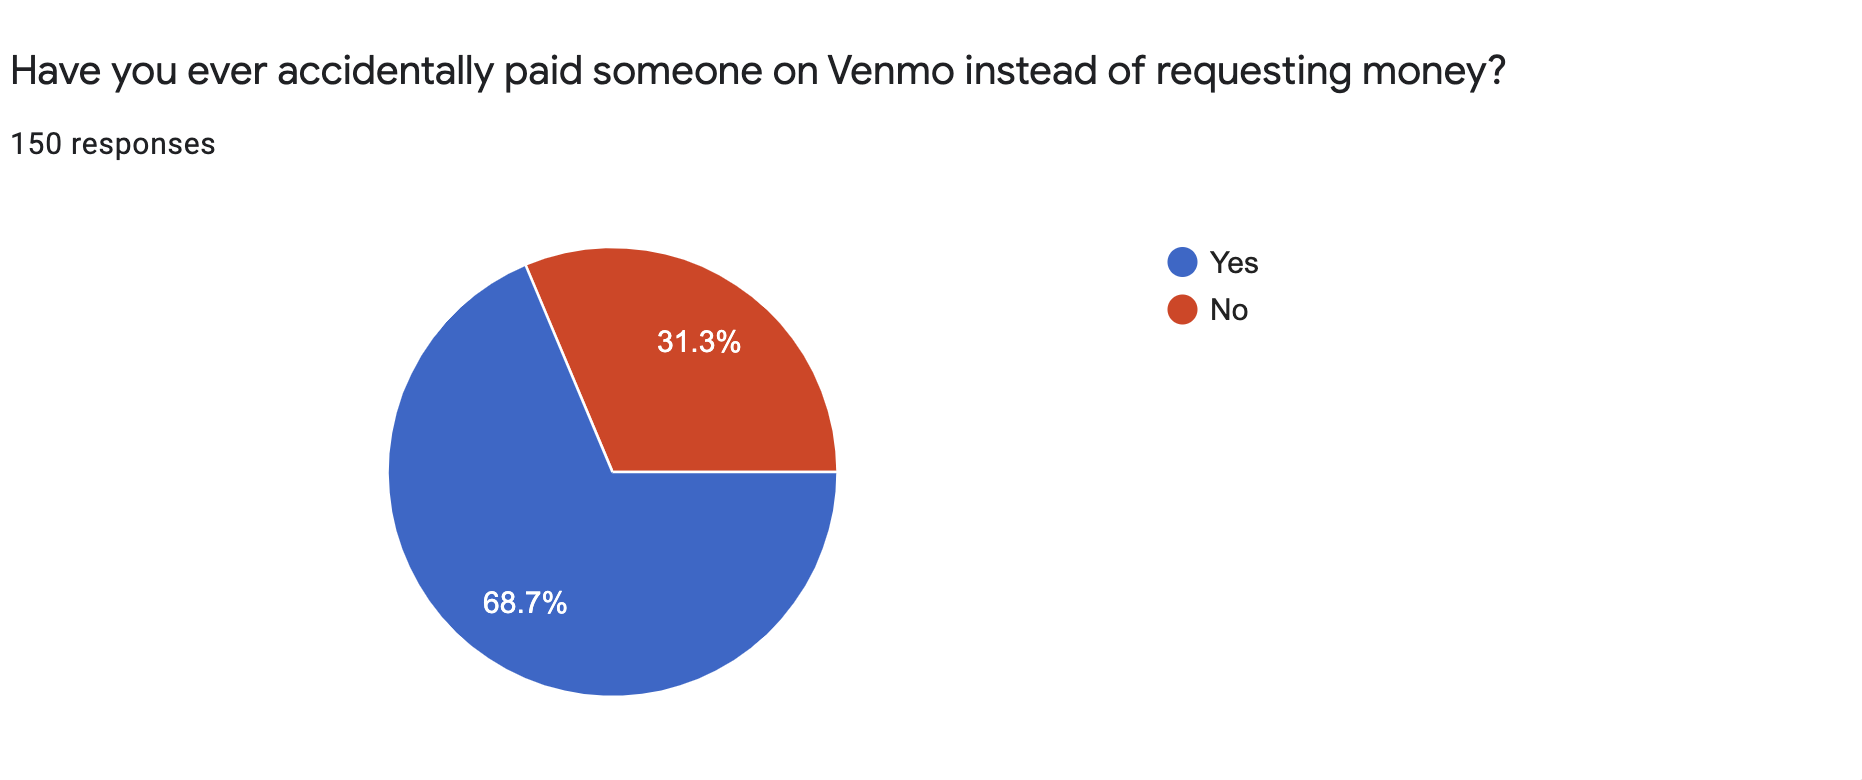 Have you ever accidentally paid someone on Venmo instead of requesting money?
150 responses
Yes
No
31.3%
68.7%